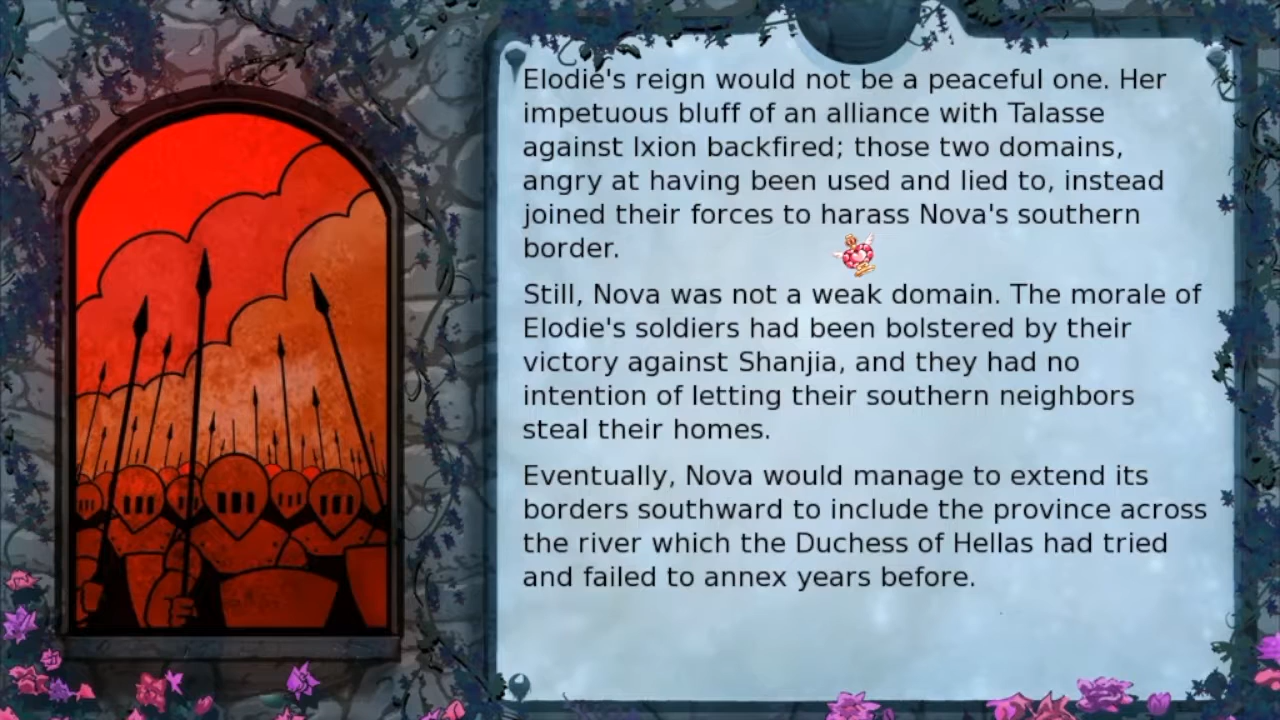 Elodie's reign would not be a peaceful one. Her
impetuous bluff of an alliance with Talasse
against Ixion backfired; those two domains,
angry at having been used and lied to, instead
joined their forces to harass Nova's southern
border.
Still, Nova was not a weak domain. The morale of
Elodie's soldiers had been bolstered by their
victory against Shanjia, and they had no
intention of letting their southern neighbors
steal their homes.
Eventually, Nova would manage to extend its
borders southward to include the province across
the river which the Duchess of Hellas had tried
and failed to annex years before.